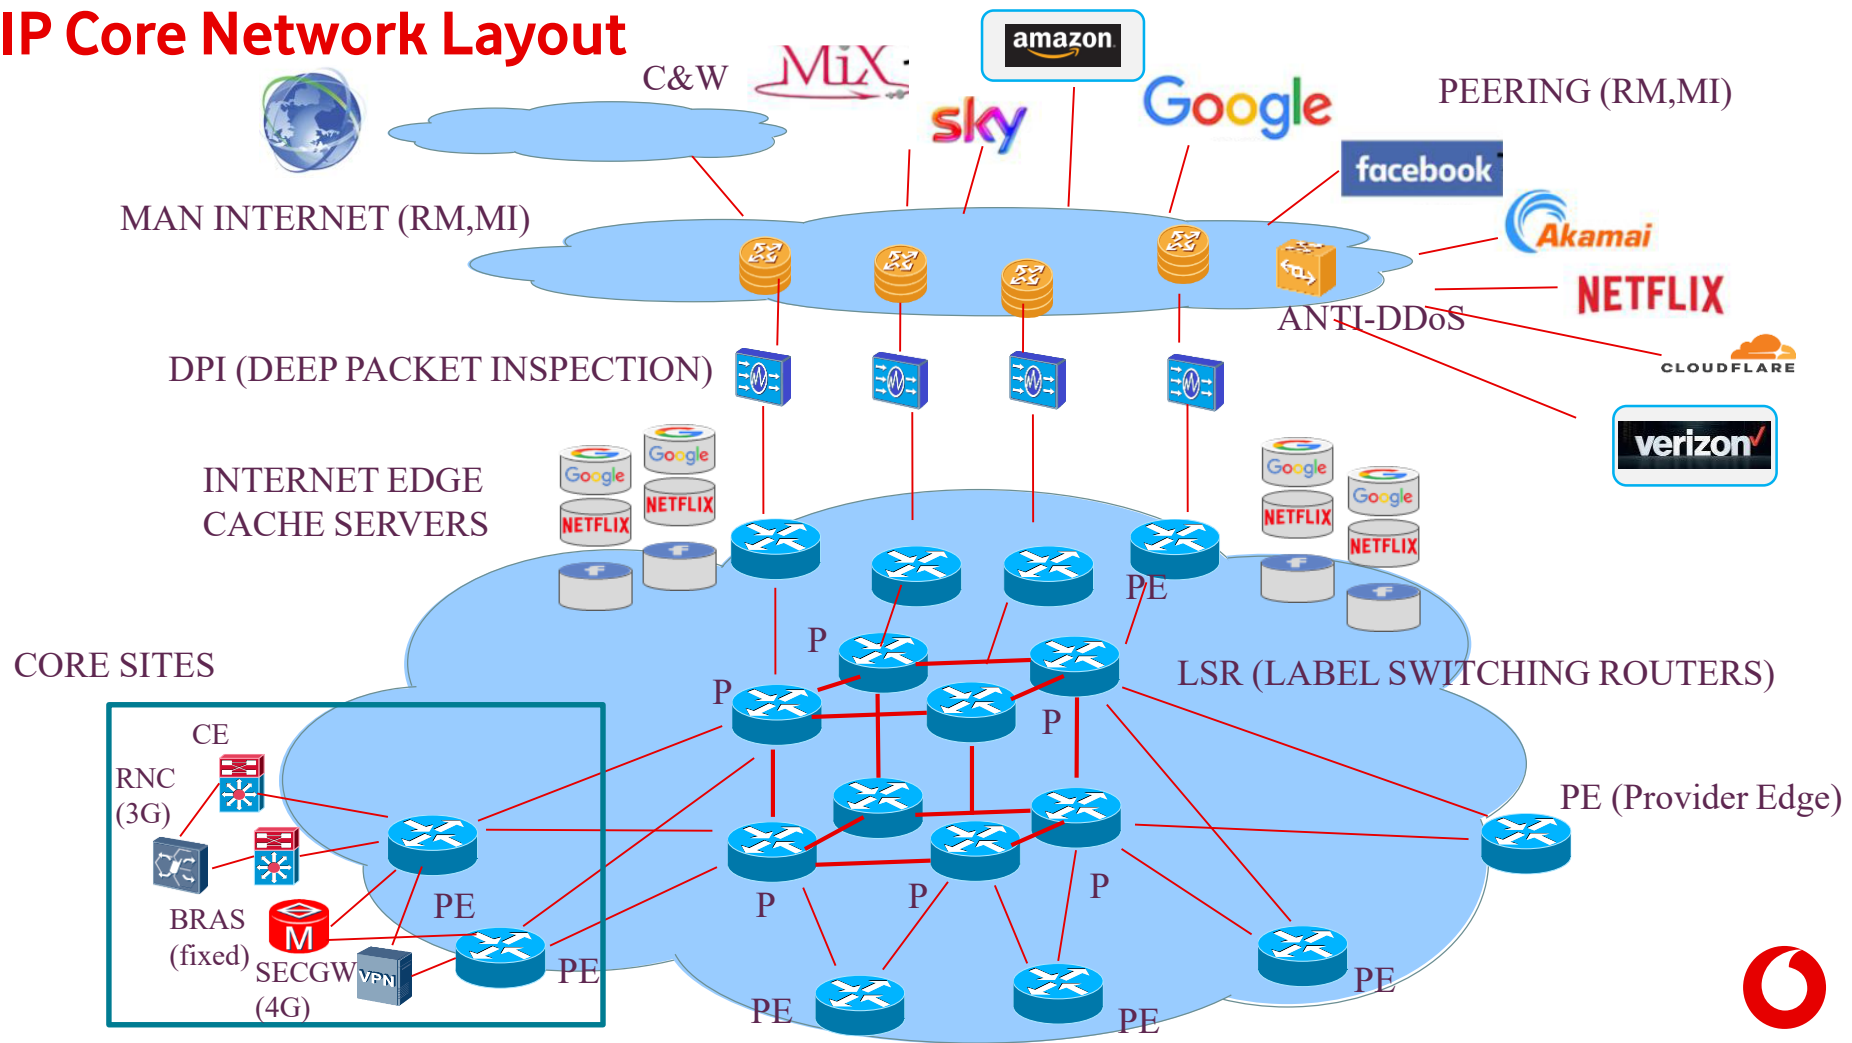 IP Core Network Layout
C&W
MiX
amazon
sky
Google
PEERING (RM,MI)
facebook
MAN INTERNET (RM,MI)
Akamai
NETFLIX
ANTI-DDoS
CLOUDFLARE
DPI (DEEP PACKET INSPECTION)
verizon
INTERNET EDGE
CACHE SERVERS
Google
NETFLIX
f
Google
NETFLIX
f
Google
NETFLIX
f
Google
NETFLIX
f
PE
P
CORE SITES
LSR (LABEL SWITCHING ROUTERS)
P
P
CE
RNC
(3G)
PE (Provider Edge)
P
P
P
BRAS
(fixed)
PE
M
SECGW
(4G)
VPN
PE
PE
PE
PE